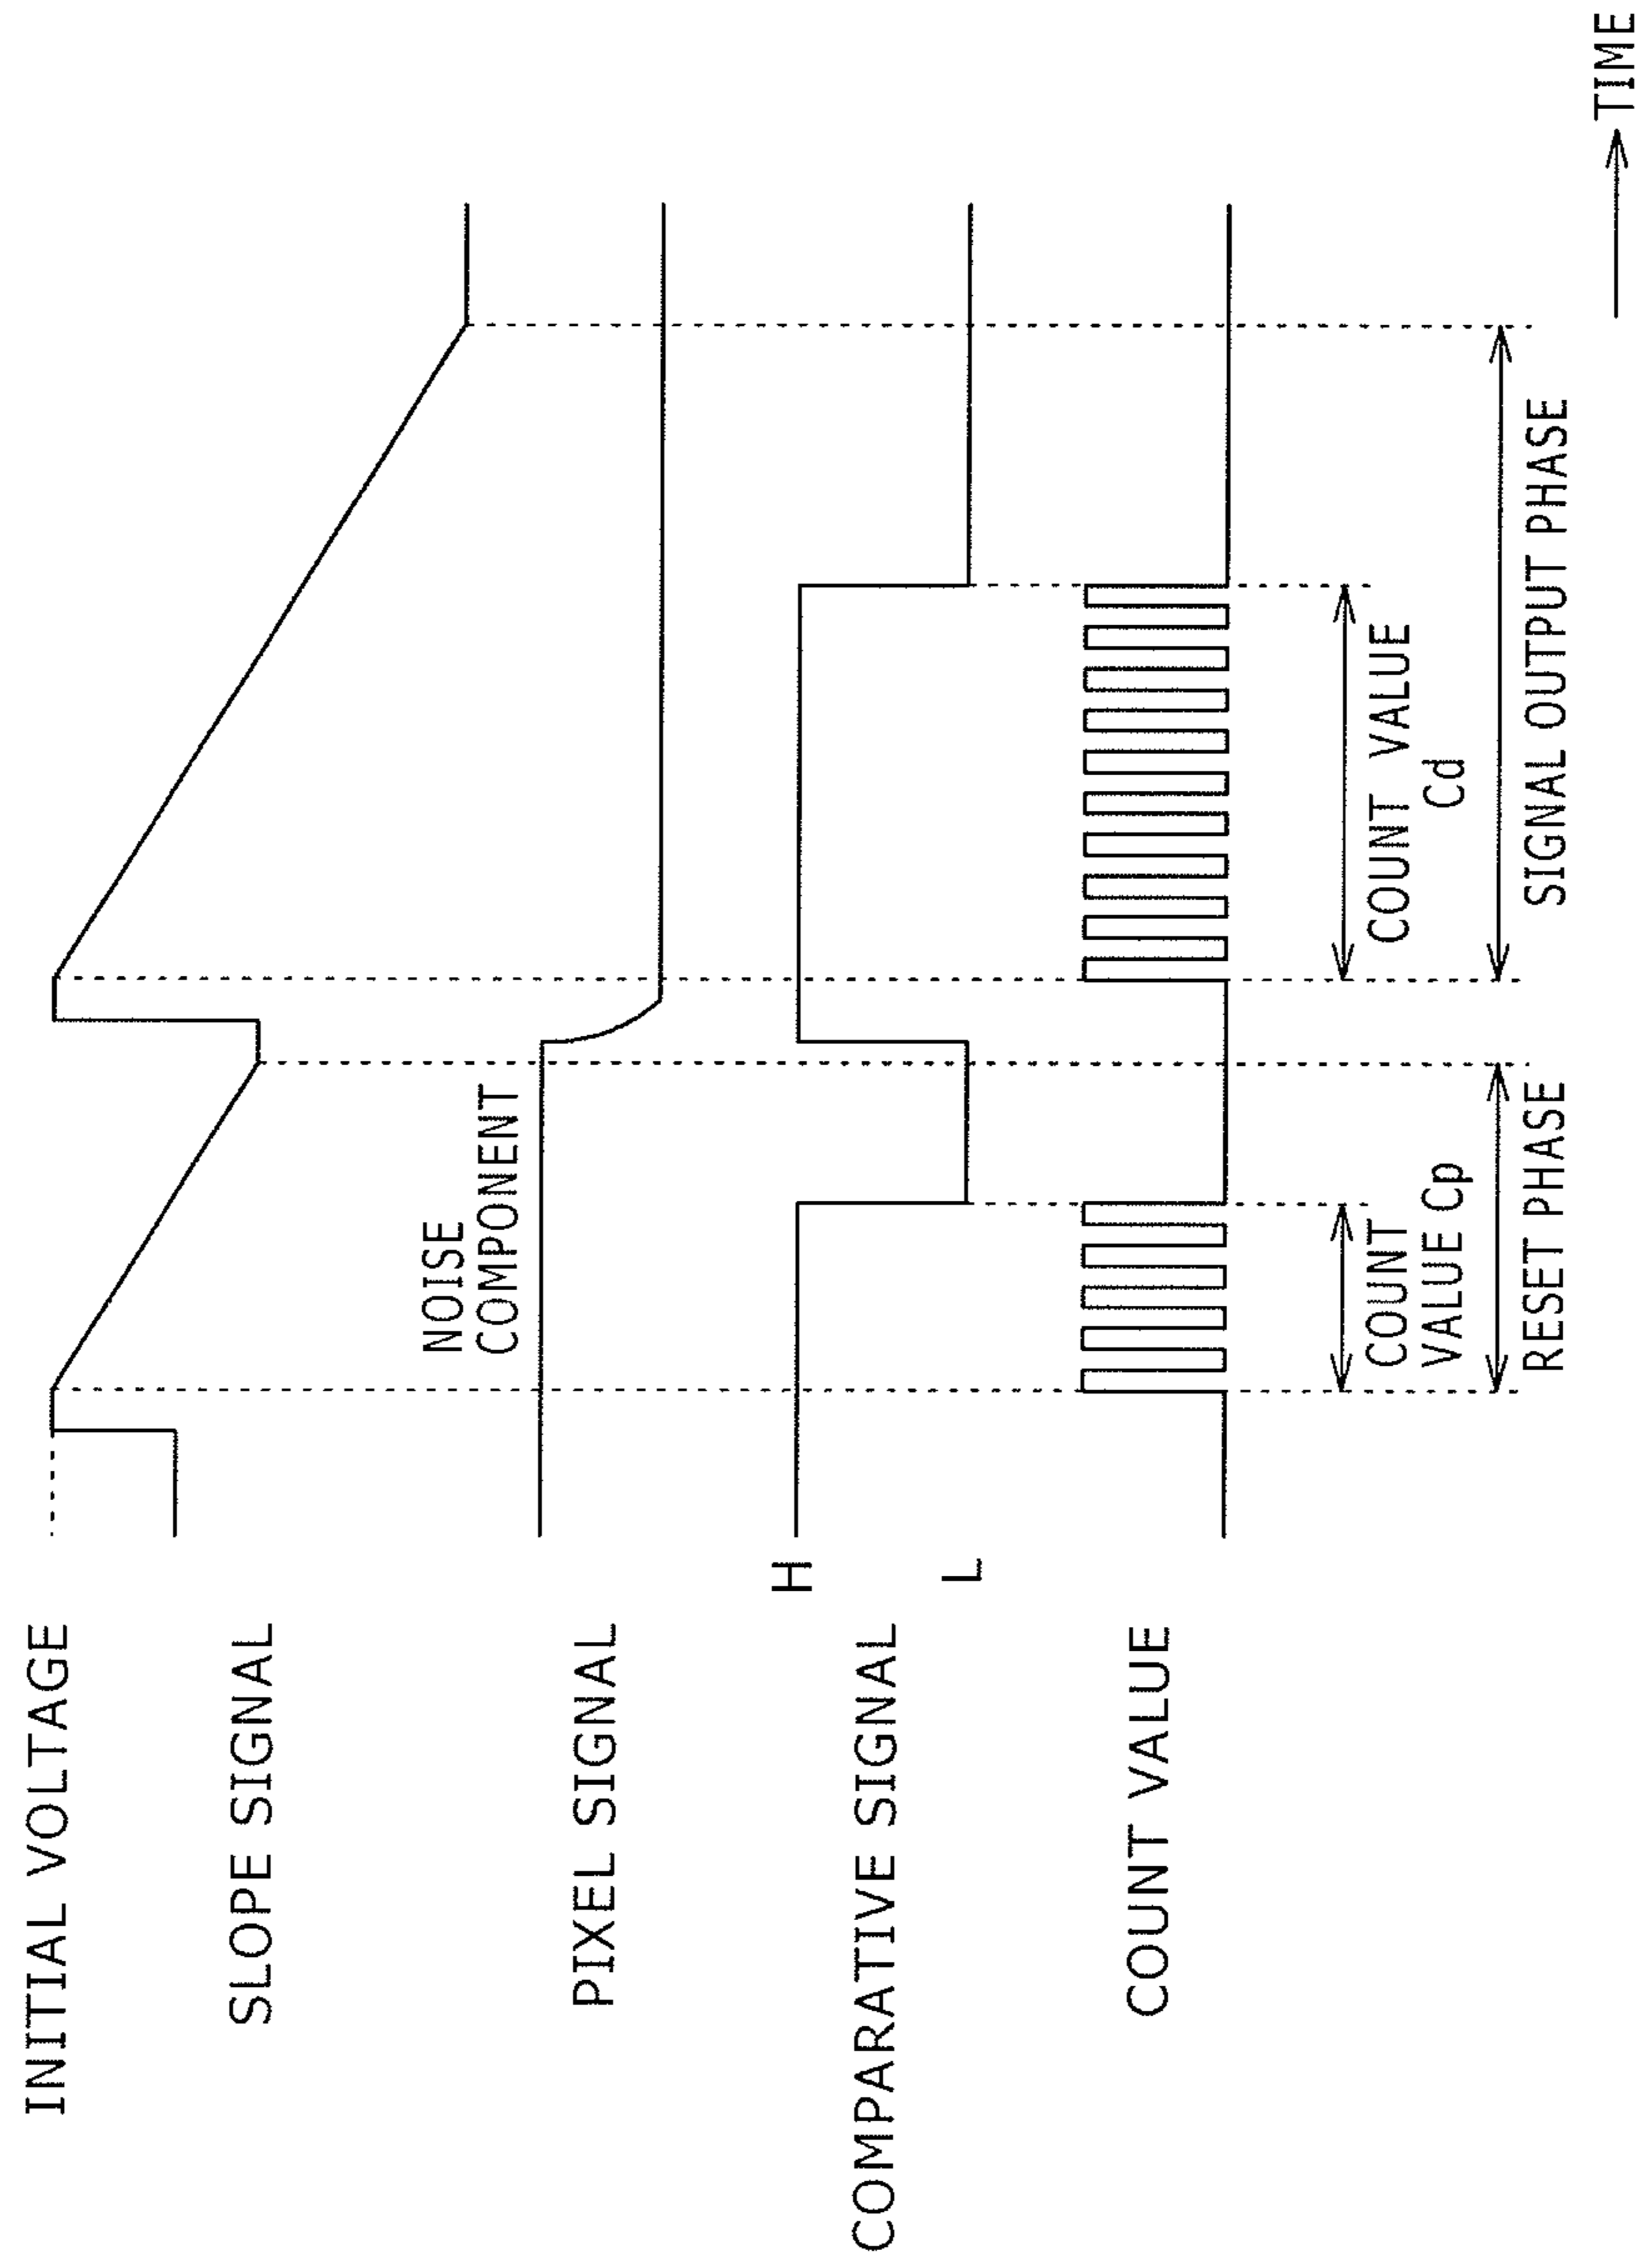 INITIAL VOLTAGE
SLOPE SIGNAL
NOISE
COMPONENT
PIXEL SIGNAL
H
COMPARATIVE SIGNAL
L
COUNT VALUE
COUNT
VALUE Cp
COUNT VALUE
Cd
RESET PHASE
SIGNAL OUTPUT PHASE
TIME